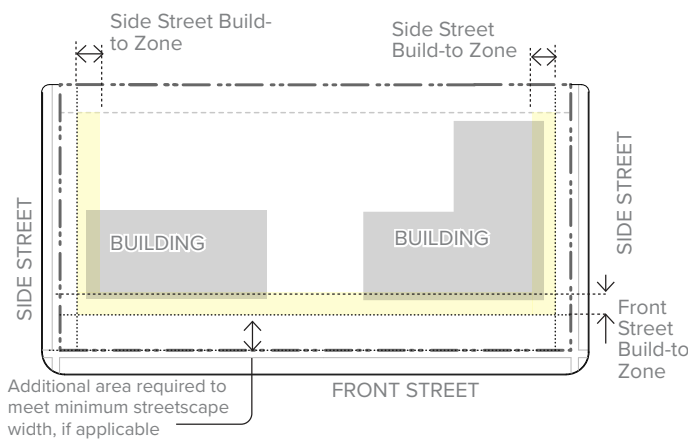 Side Street Build-
to Zone
Side Street
Build-to Zone
SIDE STREET
BUILDING
BUILDING
SIDE STREET
Front
Street
Build-to
Zone
FRONT STREET
Additional area required to
meet minimum streetscape
width, if applicable